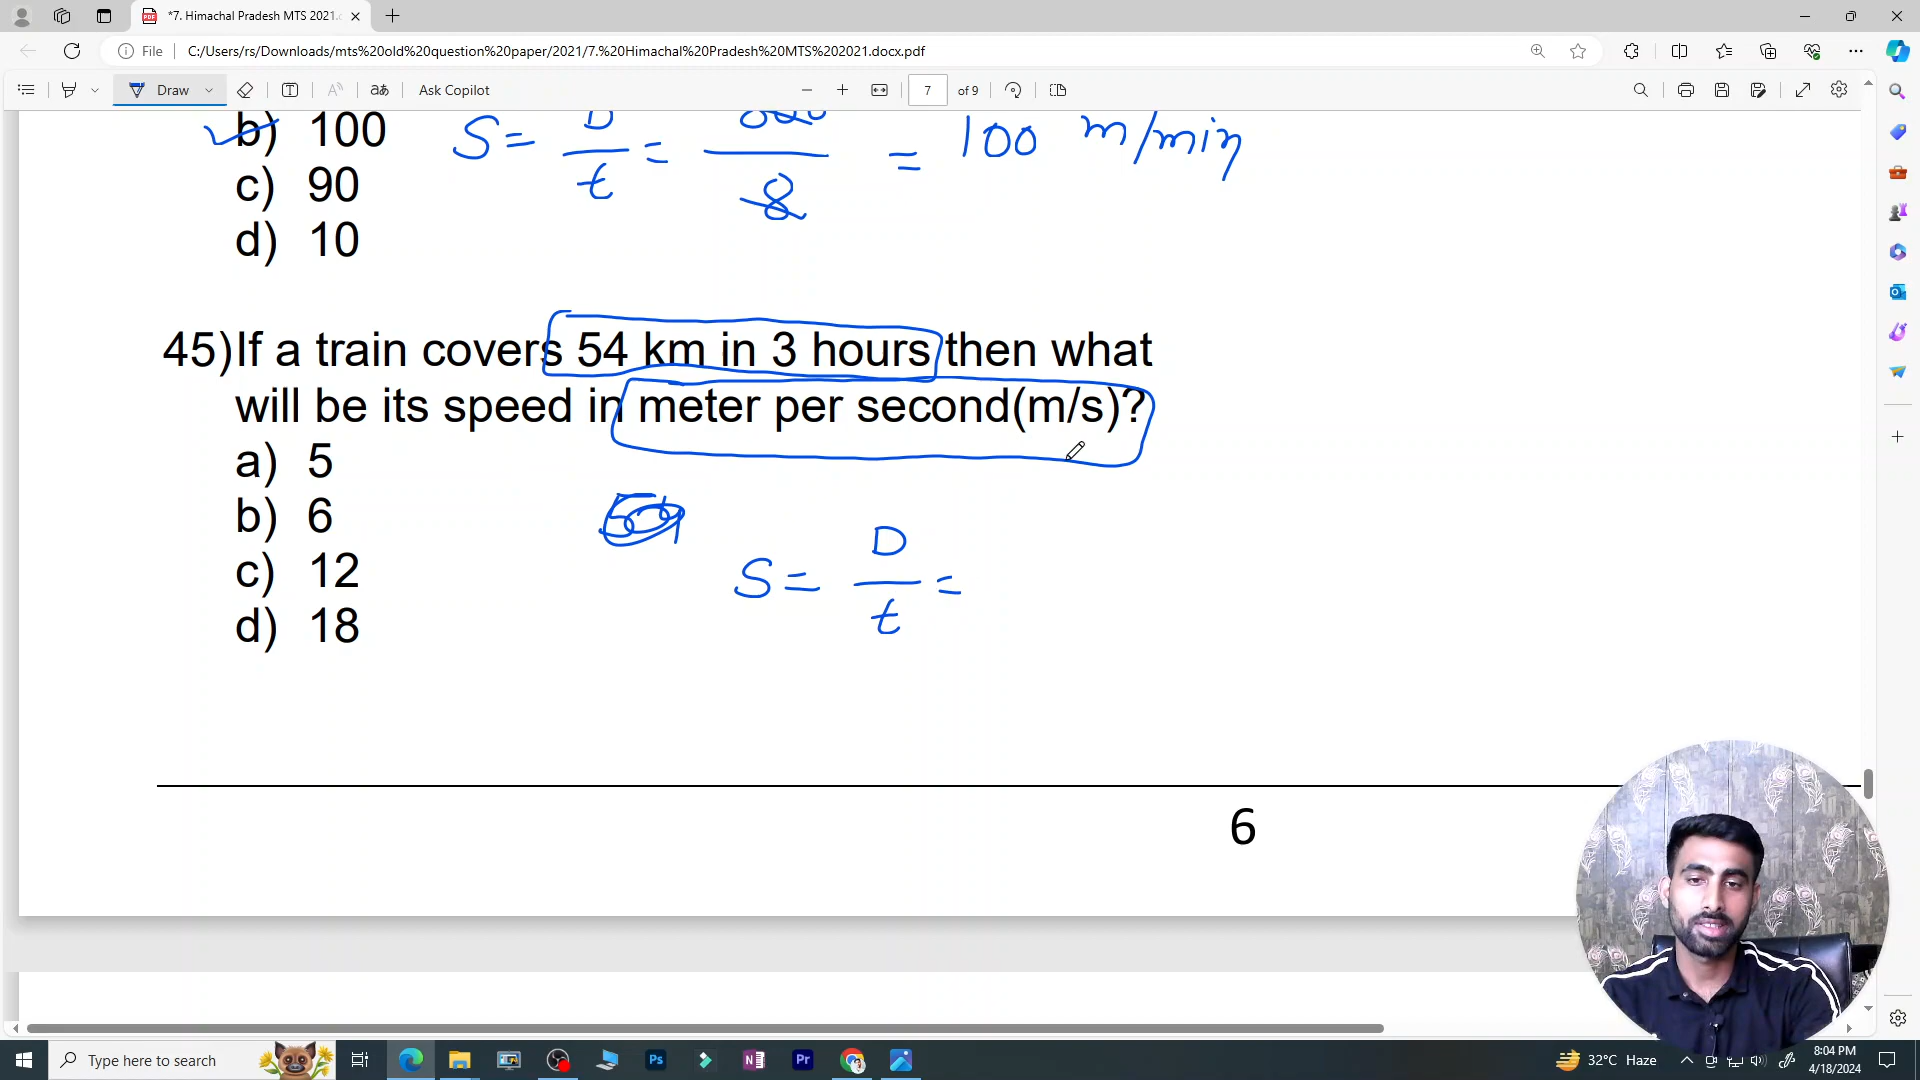 *7. Himachal Pradesh MTS 2021.c
File C:/Users/rs/Downloads/mts%20old%20question%20paper/2021/7.%20Himachal%20Pradesh%20MTS%202021.docx.pdf
Draw Ask Copilot 7 of 9
b) 100 S= D/t = = 100 m/min
8
c) 90
d) 10
45) If a train covers 54 km in 3 hours then what
will be its speed in meter per second(m/s)?
a) 5
b) 6
c) 12
d) 18
S= D/t =
6
Type here to search 32°C Haze 8:04 PM
4/18/2024